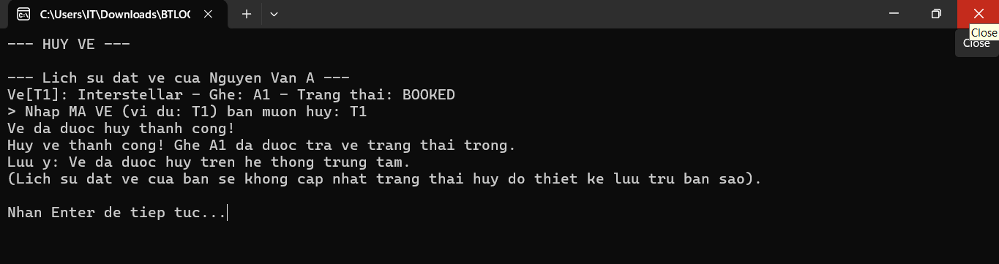 C:\Users\IT\Downloads\BTLO
Close
Close
--- HUY VE ---
--- Lich su dat ve cua Nguyen Van A ---
Ve[T1]: Interstellar - Ghe: A1 - Trang thai: BOOKED
> Nhap MA VE (vi du: T1) ban muon huy: T1
Ve da duoc huy thanh cong!
Huy ve thanh cong! Ghe A1 da duoc tra ve trang thai trong.
Luu y: Ve da duoc huy tren he thong trung tam.
(Lich su dat ve cua ban se khong cap nhat trang thai huy do thiet ke luu tru ban sao).
Nhan Enter de tiep tuc...